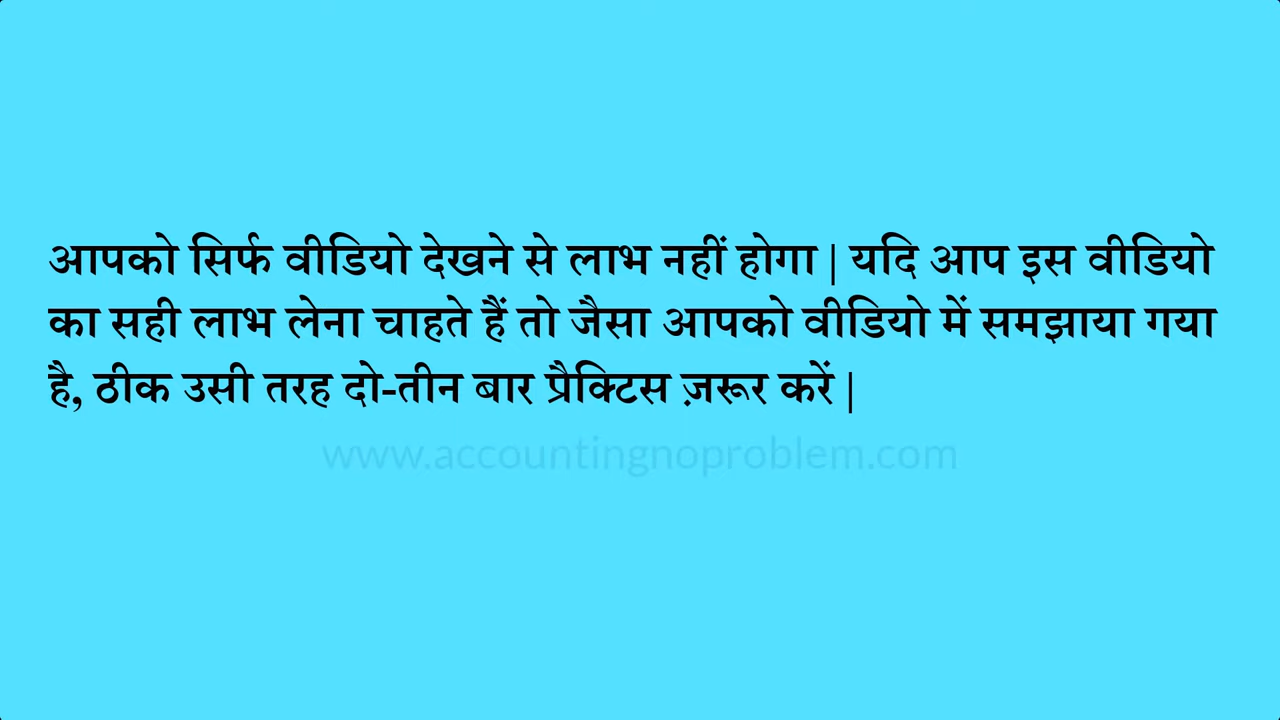 आपको सिर्फ वीडियो देखने से लाभ नहीं होगा | यदि आप इस वीडियो
का सही लाभ लेना चाहते हैं तो जैसा आपको वीडियो में समझाया गया
है, ठीक उसी तरह दो-तीन बार प्रैक्टिस ज़रूर करें |
www.accountingnoproblem.com